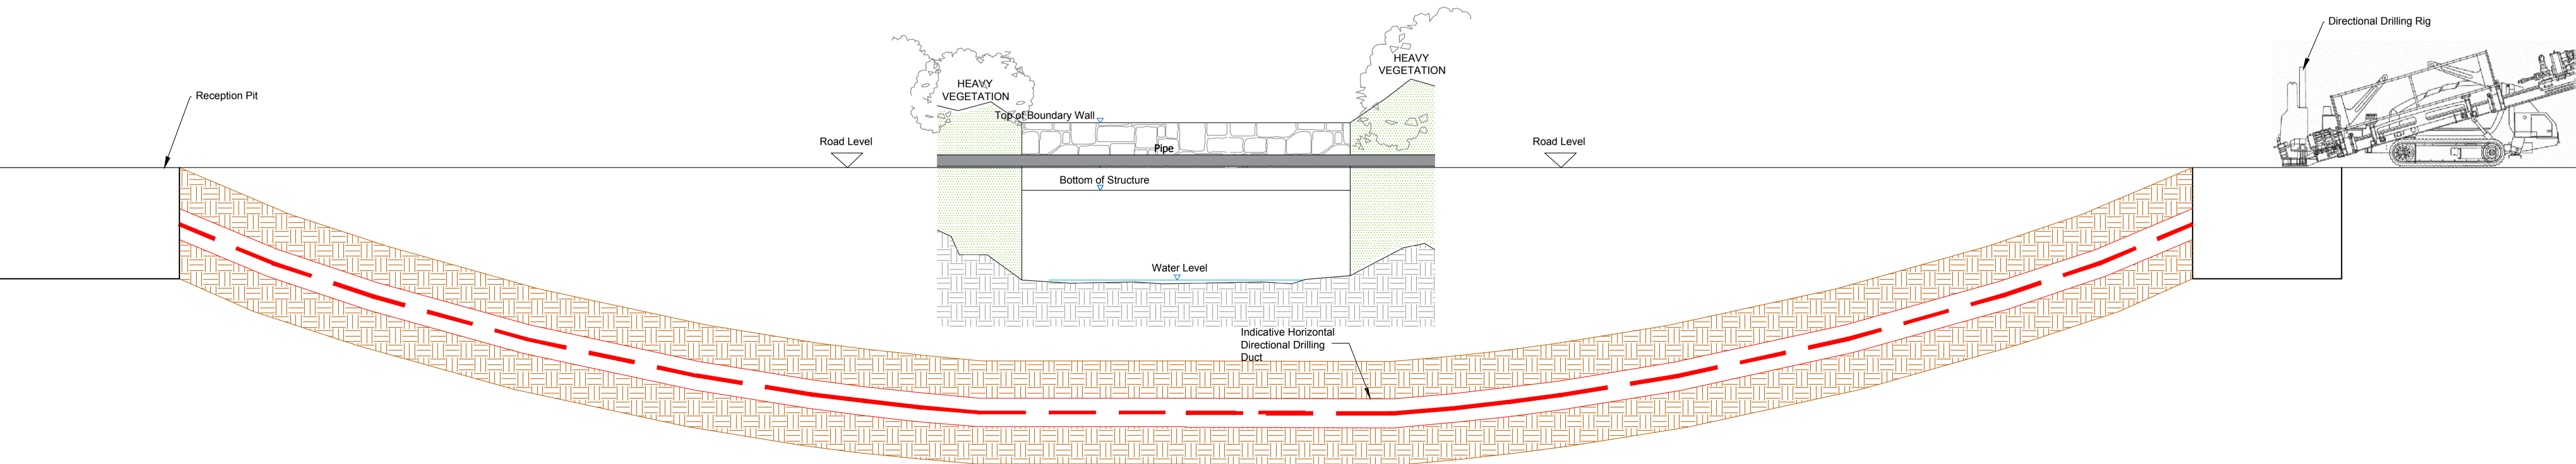 Directional Drilling Rig
HEAVY
VEGETATION
HEAVY
VEGETATION
Reception Pit
Top of Boundary Wall
Road Level
Road Level
Pipe
Bottom of Structure
Water Level
Indicative Horizontal
Directional Drilling
Duct